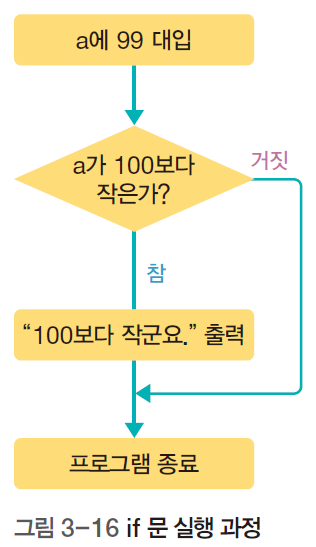 a에 99 대입
a가 100보다
작은가?
거짓
참
“100보다 작군요.” 출력
프로그램 종료
그림 3-16 if 문 실행 과정